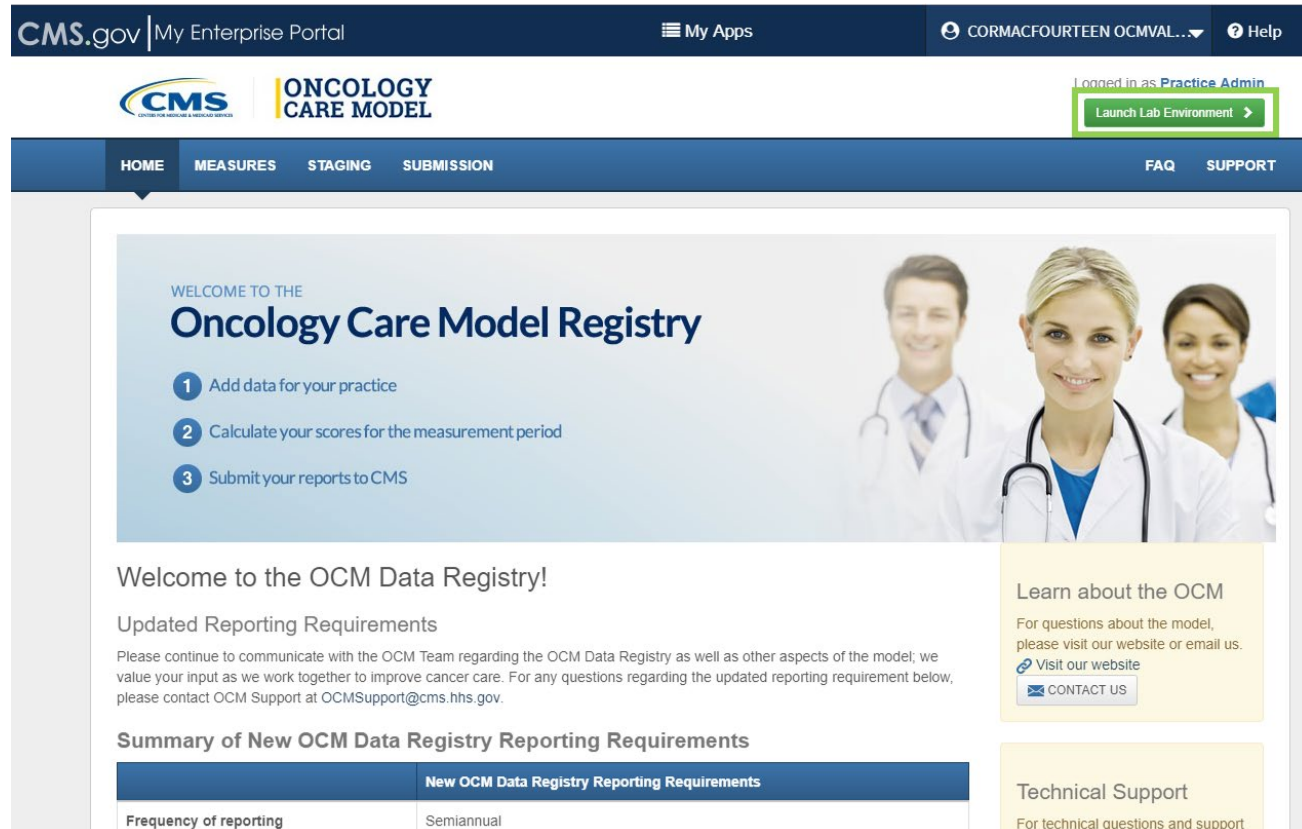 CMS.gov My Enterprise Portal
My Apps
CORMACFOURTEEN OCMVAL...
Help
CMS
CENTERS FOR MEDICARE & MEDICAID SERVICES
ONCOLOGY
CARE MODEL
Logged in as Practice Admin
Launch Lab Environment
HOME MEASURES STAGING SUBMISSION FAQ SUPPORT
WELCOME TO THE
Oncology Care Model Registry
1 Add data for your practice
2 Calculate your scores for the measurement period
3 Submit your reports to CMS
Welcome to the OCM Data Registry!
Updated Reporting Requirements
Please continue to communicate with the OCM Team regarding the OCM Data Registry as well as other aspects of the model; we
value your input as we work together to improve cancer care. For any questions regarding the updated reporting requirement below,
please contact OCM Support at OCMSupport@cms.hhs.gov.
Summary of New OCM Data Registry Reporting Requirements
New OCM Data Registry Reporting Requirements
Frequency of reporting Semiannual
Learn about the OCM
For questions about the model,
please visit our website or email us.
Visit our website
CONTACT US
Technical Support
For technical questions and support